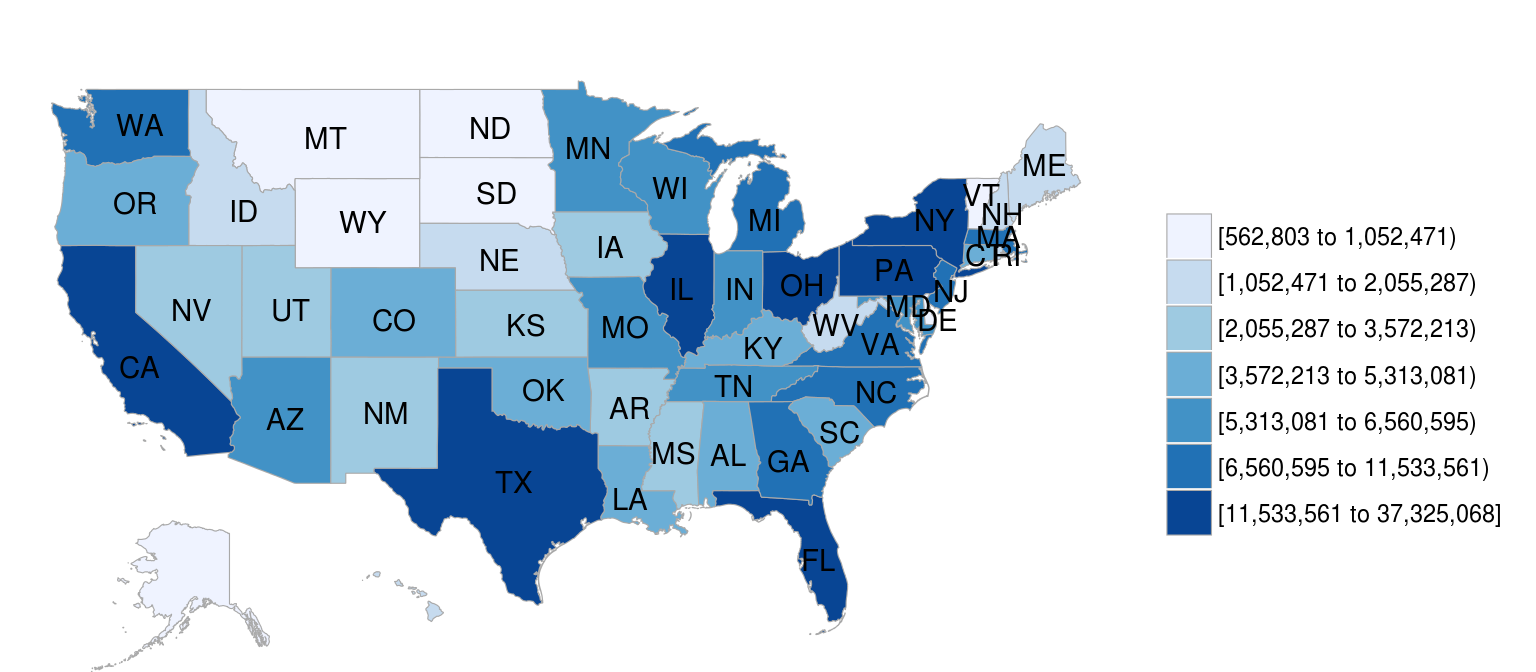 WA
MT
ND
MN
ME
OR
ID
WY
SD
WI
MI
NY
VT
NH
MA
CT
RI
NE
IA
NV
UT
CO
KS
MO
IL
IN
OH
PA
NJ
MD
DE
WV
VA
KY
CA
AZ
NM
OK
AR
TN
NC
SC
MS
AL
GA
TX
LA
FL
[562,803 to 1,052,471)
[1,052,471 to 2,055,287)
[2,055,287 to 3,572,213)
[3,572,213 to 5,313,081)
[5,313,081 to 6,560,595)
[6,560,595 to 11,533,561)
[11,533,561 to 37,325,068]